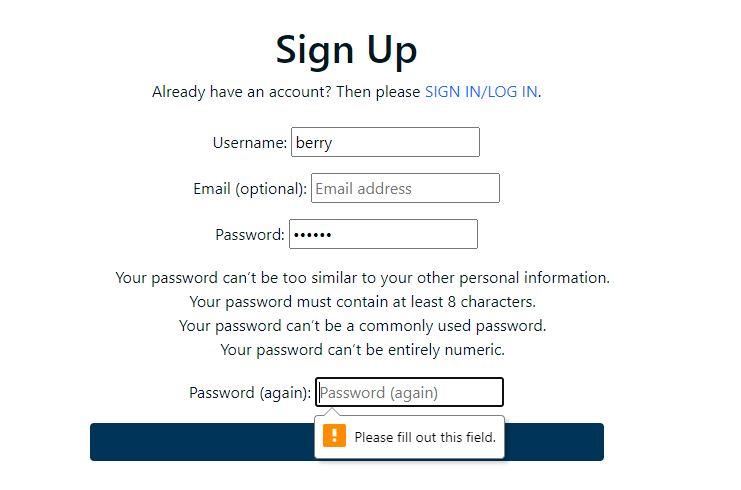 Sign Up
Already have an account? Then please SIGN IN/LOG IN.
Username: berry
Email (optional): Email address
Password: ••••••
Your password can't be too similar to your other personal information.
Your password must contain at least 8 characters.
Your password can't be a commonly used password.
Your password can't be entirely numeric.
Password (again): Password (again)
Please fill out this field.